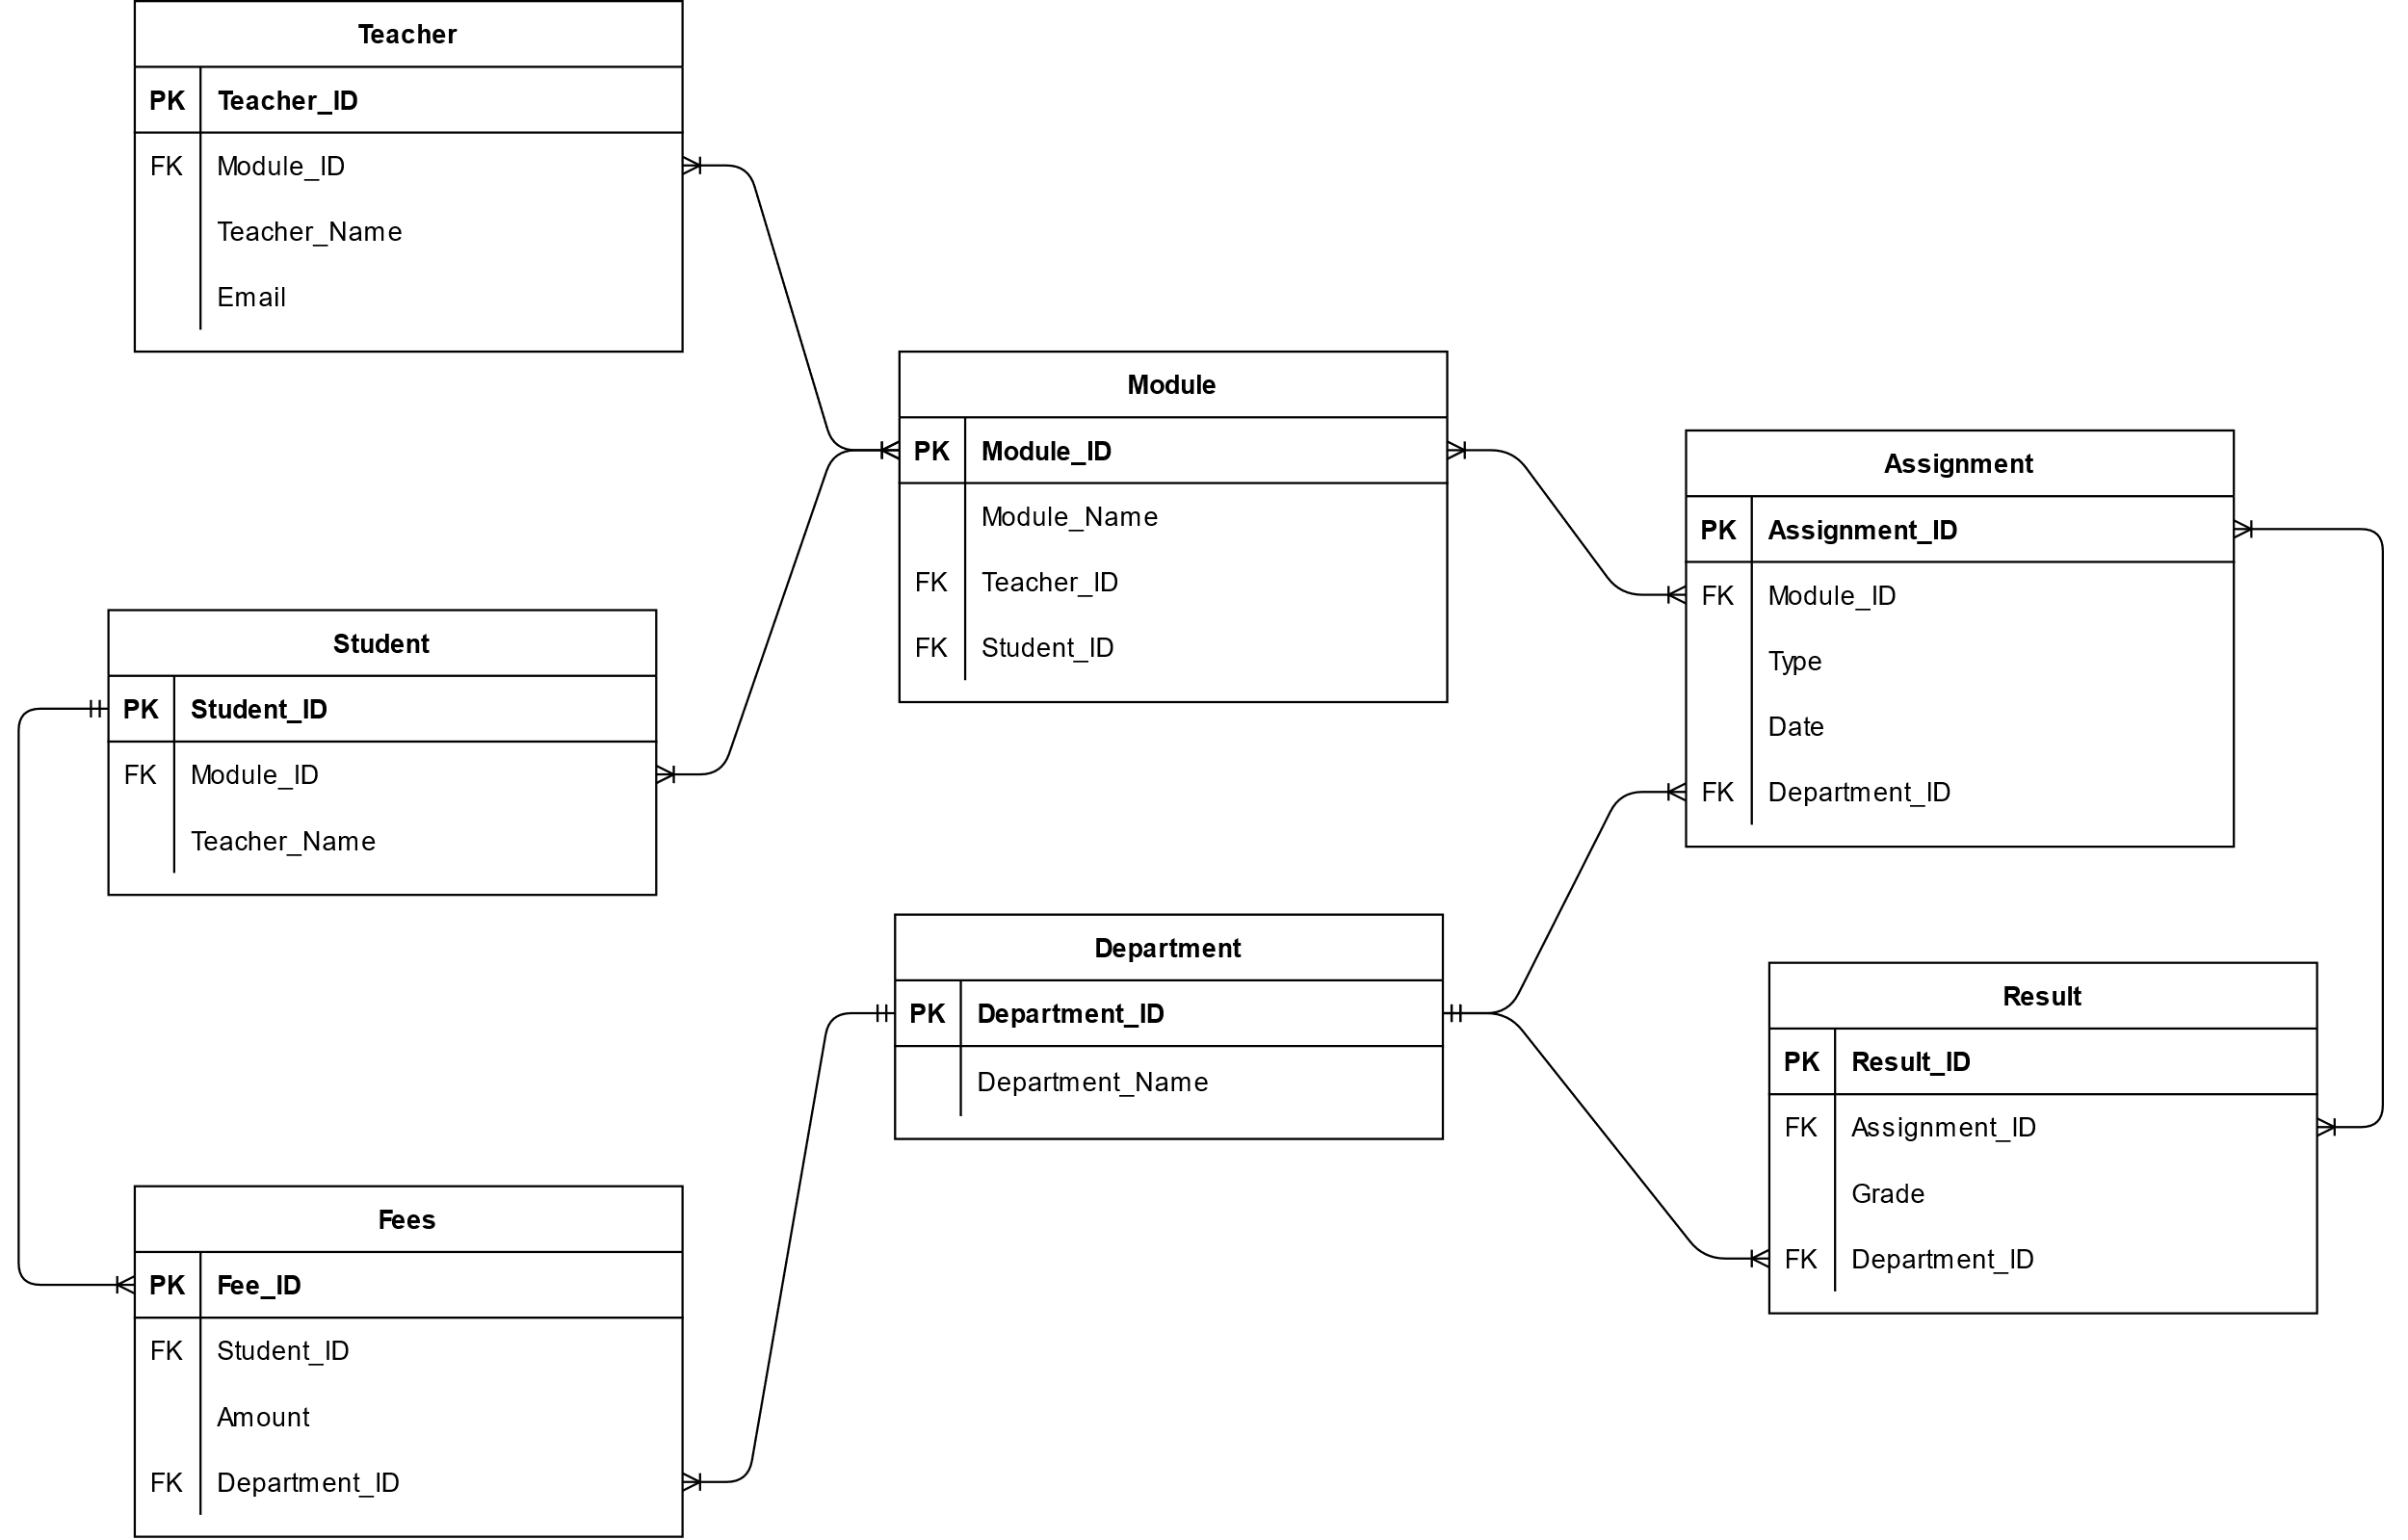 Teacher
PK Teacher_ID
FK Module_ID
Teacher_Name
Email
Module
PK Module_ID
Module_Name
FK Teacher_ID
FK Student_ID
Assignment
PK Assignment_ID
FK Module_ID
Type
Date
FK Department_ID
Student
PK Student_ID
FK Module_ID
Teacher_Name
Department
PK Department_ID
Department_Name
Result
PK Result_ID
FK Assignment_ID
Grade
FK Department_ID
Fees
PK Fee_ID
FK Student_ID
Amount
FK Department_ID